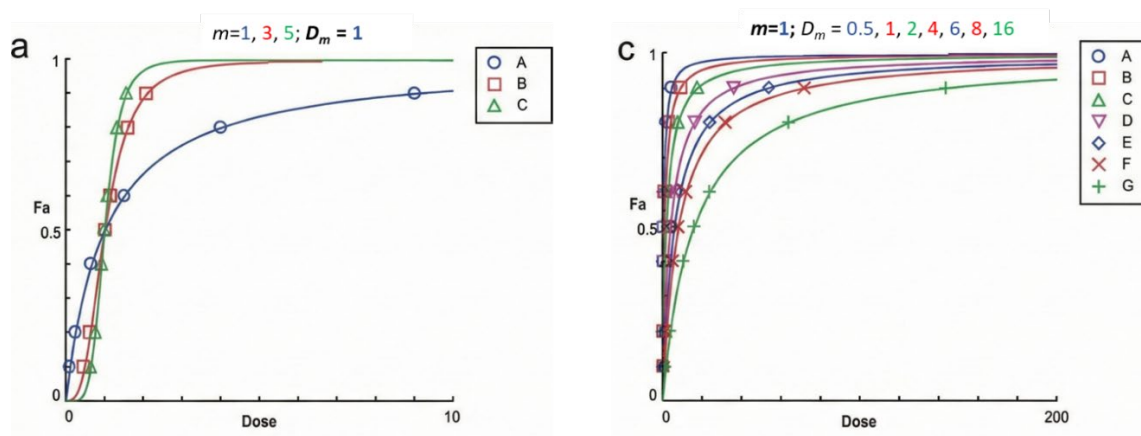 a
m=1, 3, 5; Dm = 1
A
B
C
1
Fa
0.5
0
0
Dose
10
c
m=1; Dm = 0.5, 1, 2, 4, 6, 8, 16
A
B
C
D
E
F
G
1
Fa
0.5
0
0
Dose
200